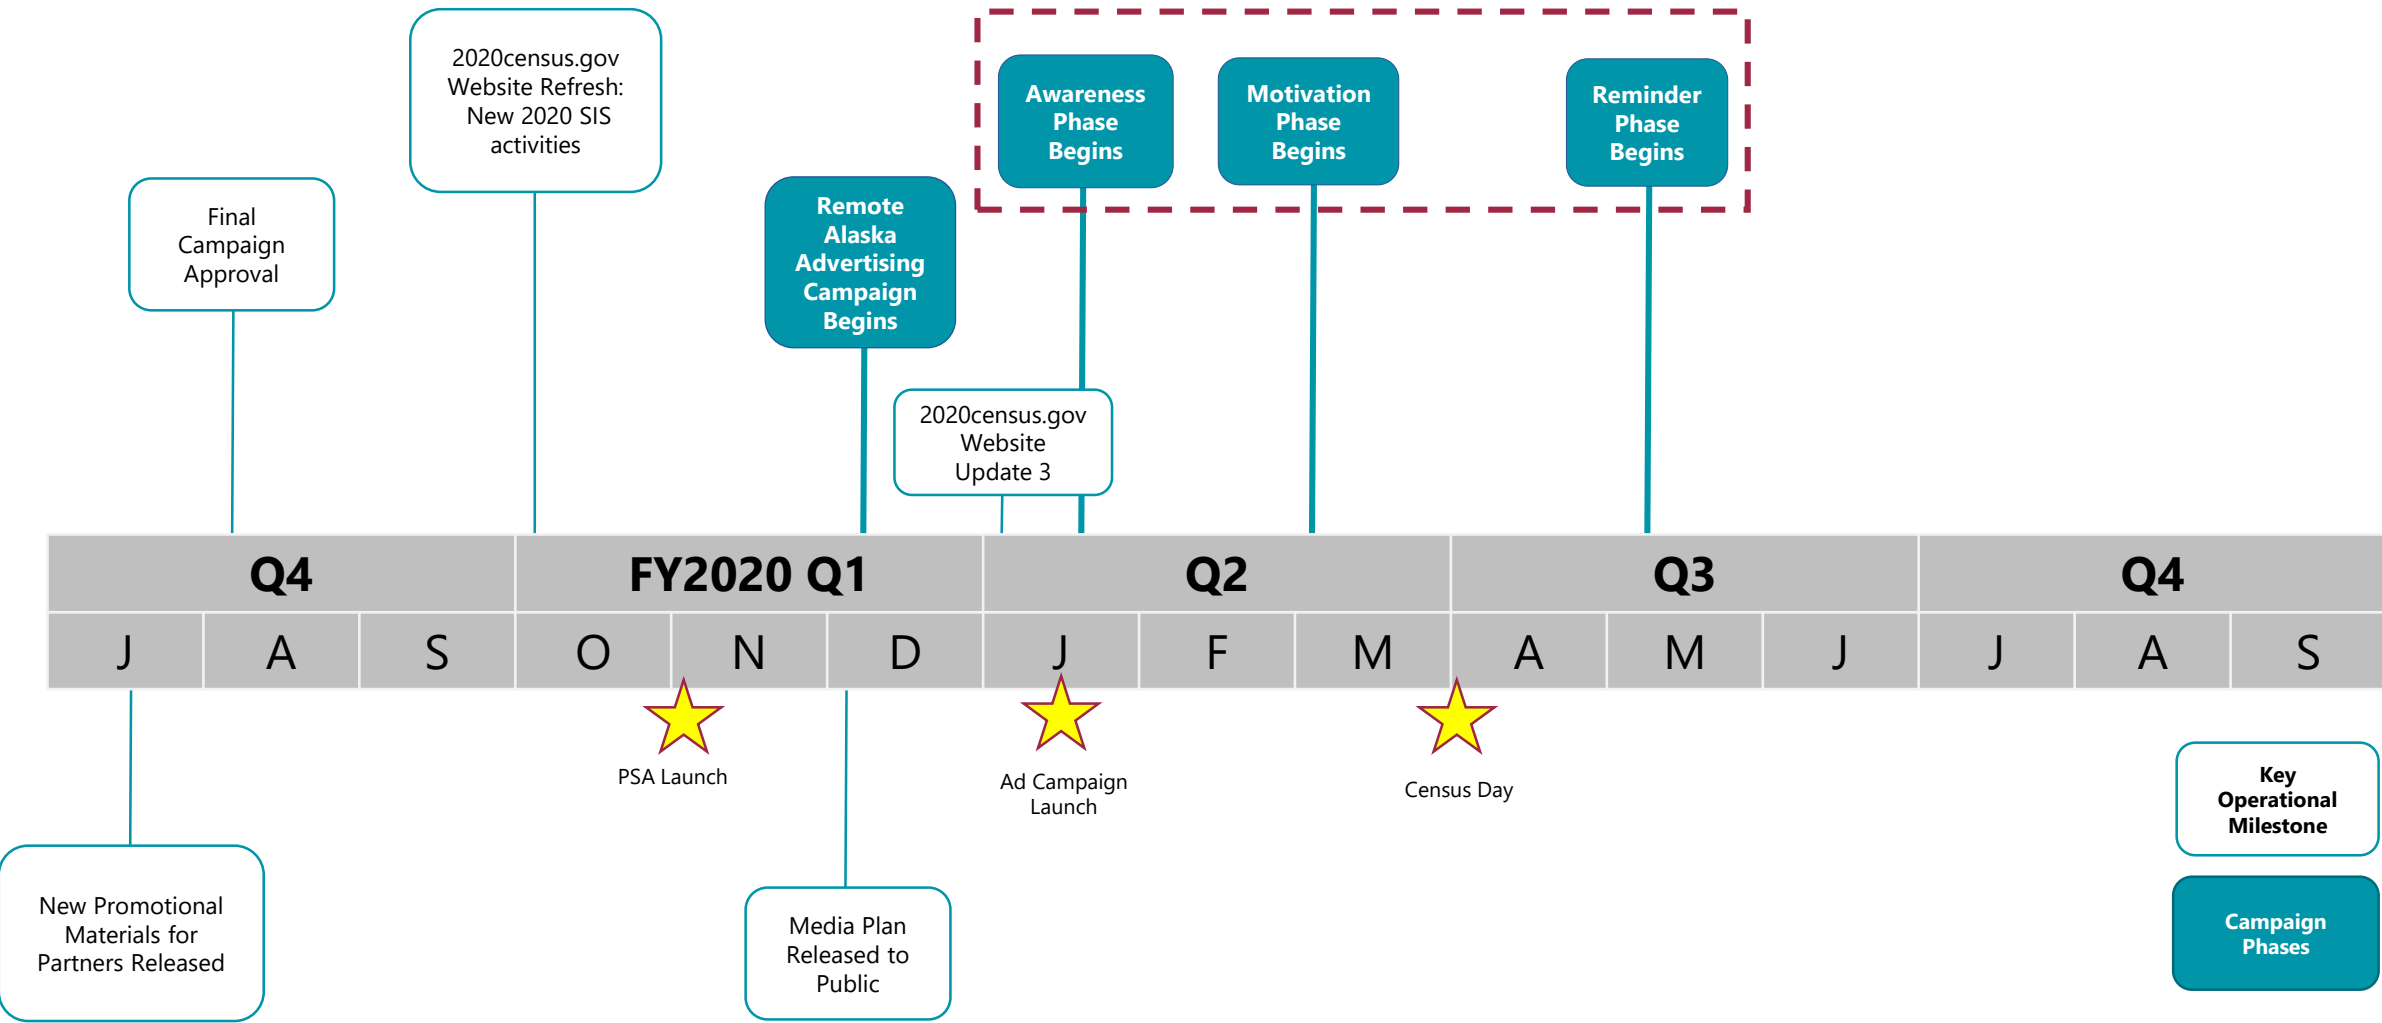 2020census.gov
Website Refresh:
New 2020 SIS
activities
Awareness
Phase
Begins
Motivation
Phase
Begins
Reminder
Phase
Begins
Final
Campaign
Approval
Remote
Alaska
Advertising
Campaign
Begins
2020census.gov
Website
Update 3
Q4
FY2020 Q1
Q2
Q3
Q4
J
A
S
O
N
D
J
F
M
A
M
J
J
A
S
PSA Launch
Ad Campaign
Launch
Census Day
Key
Operational
Milestone
New Promotional
Materials for
Partners Released
Media Plan
Released to
Public
Campaign
Phases